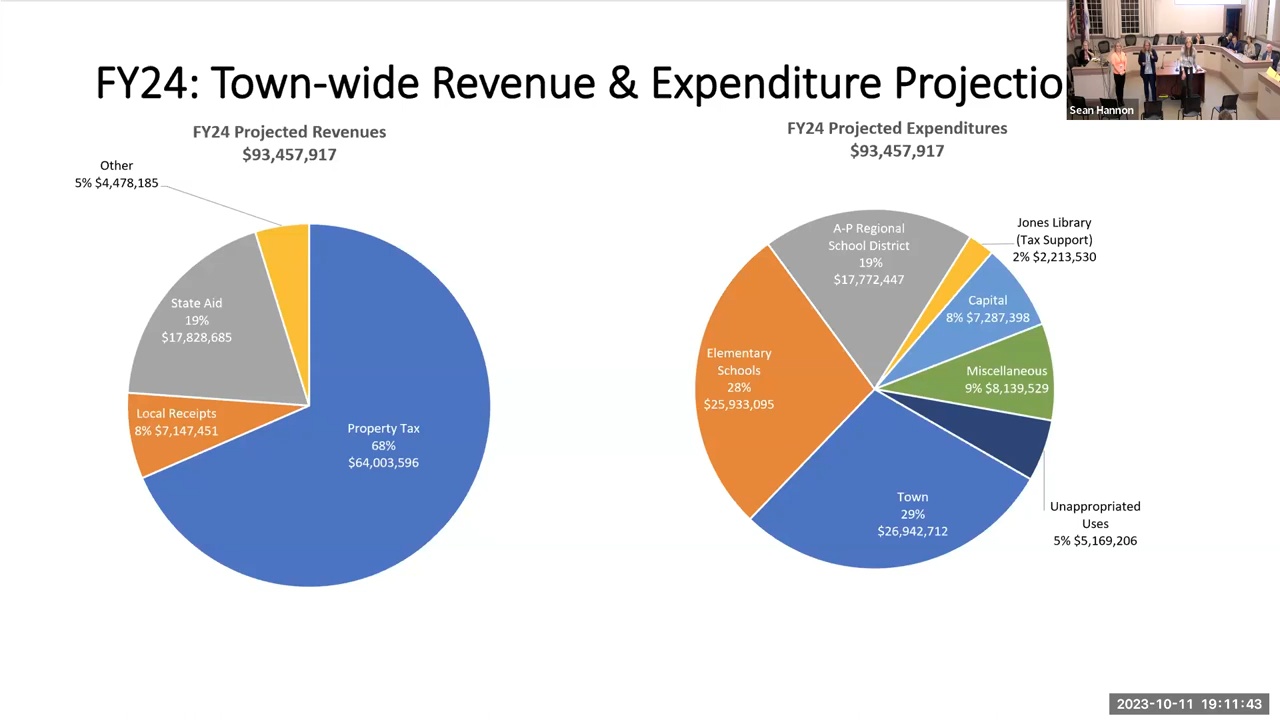 FY24: Town-wide Revenue & Expenditure Projectio
Sean Hannon
FY24 Projected Revenues
$93,457,917
Other
5% $4,478,185
State Aid
19%
$17,828,685
Local Receipts
8% $7,147,451
Property Tax
68%
$64,003,596
FY24 Projected Expenditures
$93,457,917
A-P Regional
School District
19%
$17,772,447
Jones Library
(Tax Support)
2% $2,213,530
Capital
8% $7,287,398
Elementary
Schools
28%
$25,933,095
Miscellaneous
9% $8,139,529
Town
29%
$26,942,712
Unappropriated
Uses
5% $5,169,206
2023-10-11 19:11:43